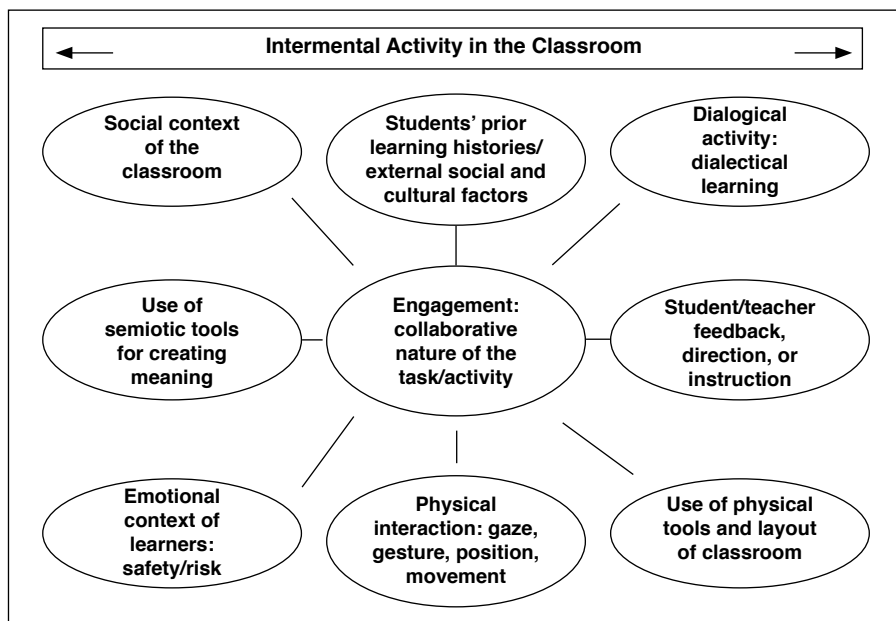 Intermental Activity in the Classroom
Social context
of the
classroom
Students’ prior
learning histories/
external social and
cultural factors
Dialogical
activity:
dialectical
learning
Use of
semiotic tools
for creating
meaning
Engagement:
collaborative
nature of the
task/activity
Student/teacher
feedback,
direction, or
instruction
Emotional
context of
learners:
safety/risk
Physical
interaction: gaze,
gesture, position,
movement
Use of physical
tools and layout
of classroom